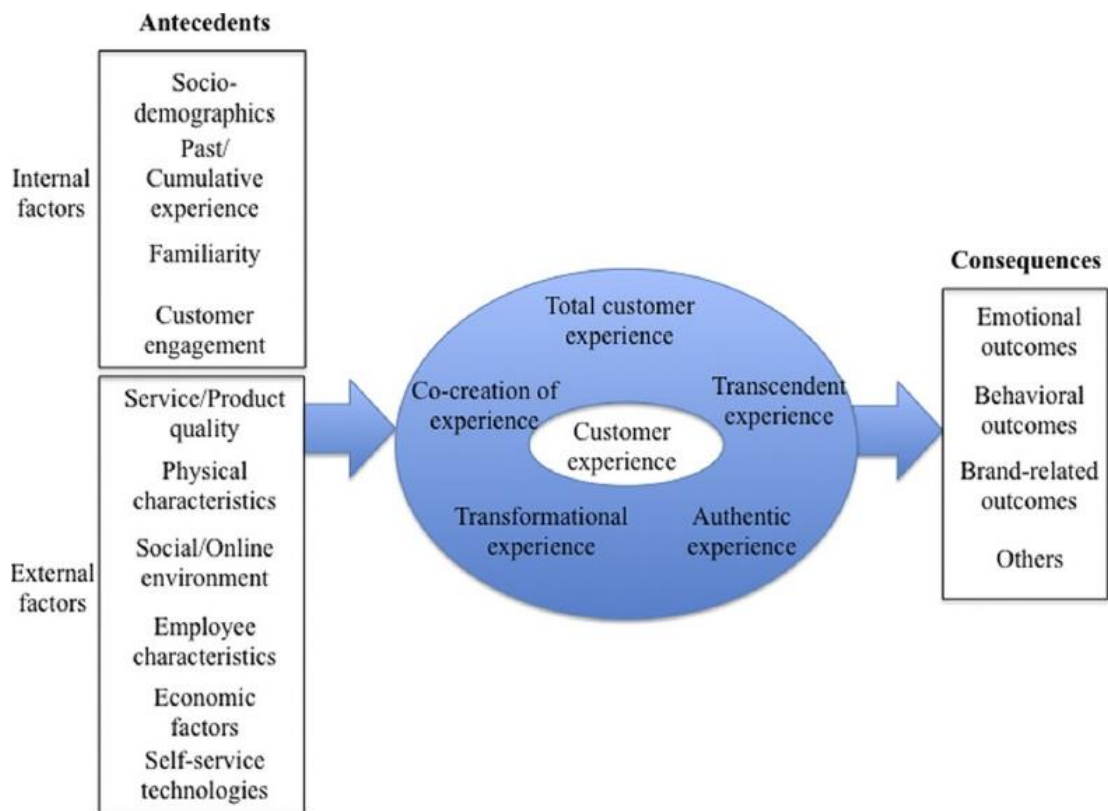 Antecedents
Internal
factors
Socio-
demographics
Past/
Cumulative
experience
Familiarity
Customer
engagement
External
factors
Service/Product
quality
Physical
characteristics
Social/Online
environment
Employee
characteristics
Economic
factors
Self-service
technologies
Total customer
experience
Co-creation of
experience
Transcendent
experience
Customer
experience
Transformational
experience
Authentic
experience
Consequences
Emotional
outcomes
Behavioral
outcomes
Brand-related
outcomes
Others